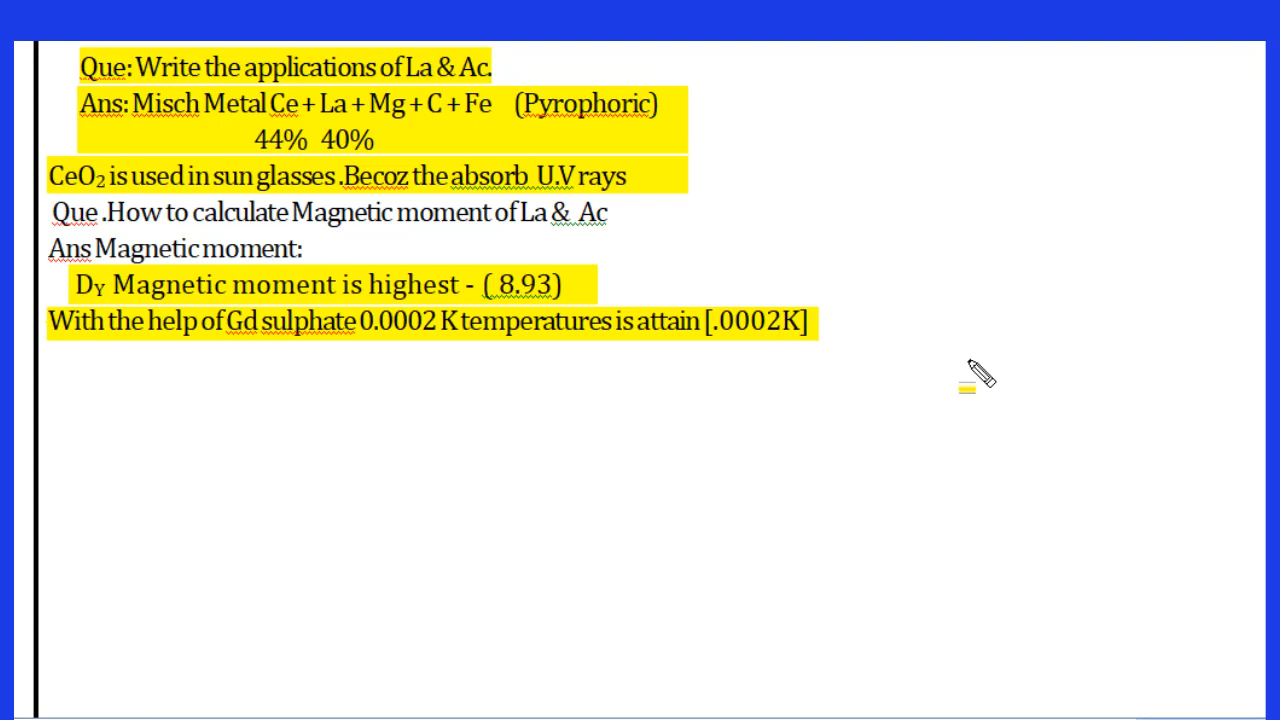 Que: Write the applications of La & Ac.
Ans: Misch Metal Ce + La + Mg + C + Fe (Pyrophoric)
44% 40%
CeO₂ is used in sun glasses .Becoz the absorb U.V rays
Que .How to calculate Magnetic moment of La & Ac
Ans Magnetic moment:
DY Magnetic moment is highest - ( 8.93)
With the help of Gd sulphate 0.0002 K temperatures is attain [.0002K]